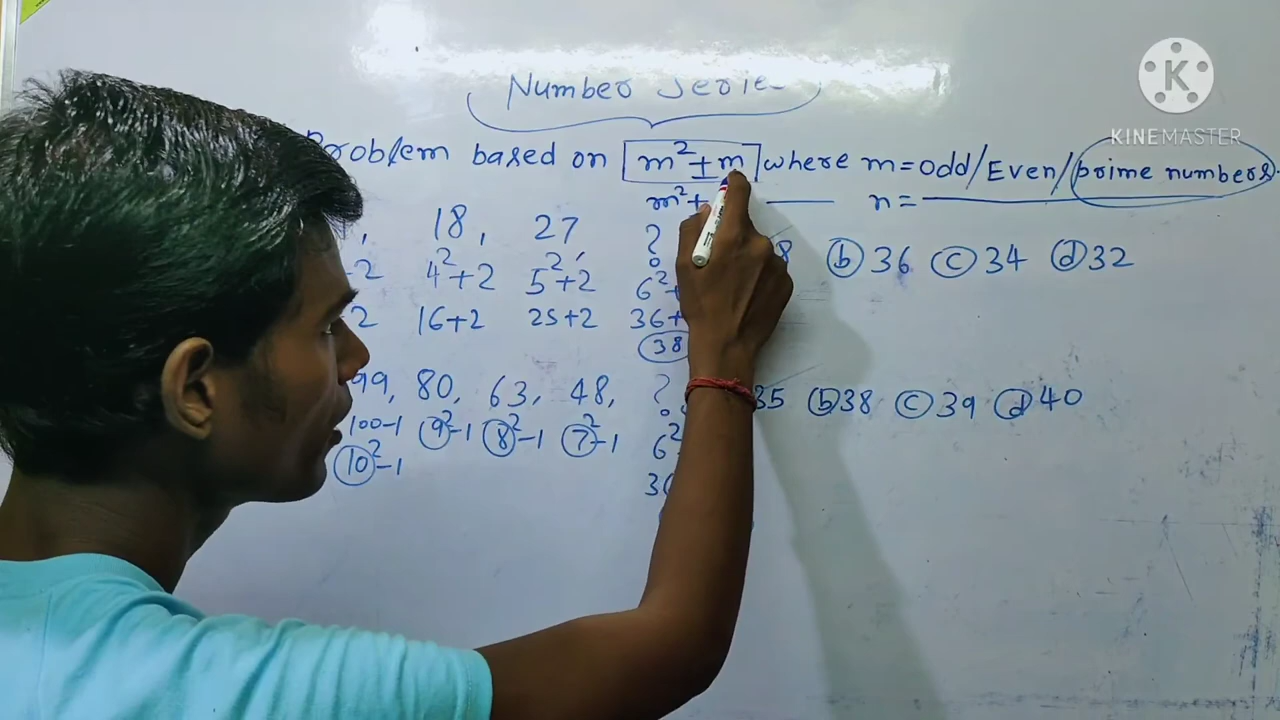 Number Serie
K
KINEMASTER
Problem based on m²±m where m=odd/Even/prime numbers.
m²+ n=
, 18, 27 ?
-2 4²+2 5²+2, 6²+
2 16+2 25+2 36+
38
8 ⓑ 36 ⓒ 34 ⓓ 32
99, 80, 63, 48, ?
100-1 9²-1 8²-1 7²-1 6²
10²-1
35 ⓑ 38 ⓒ 39 ⓓ 40